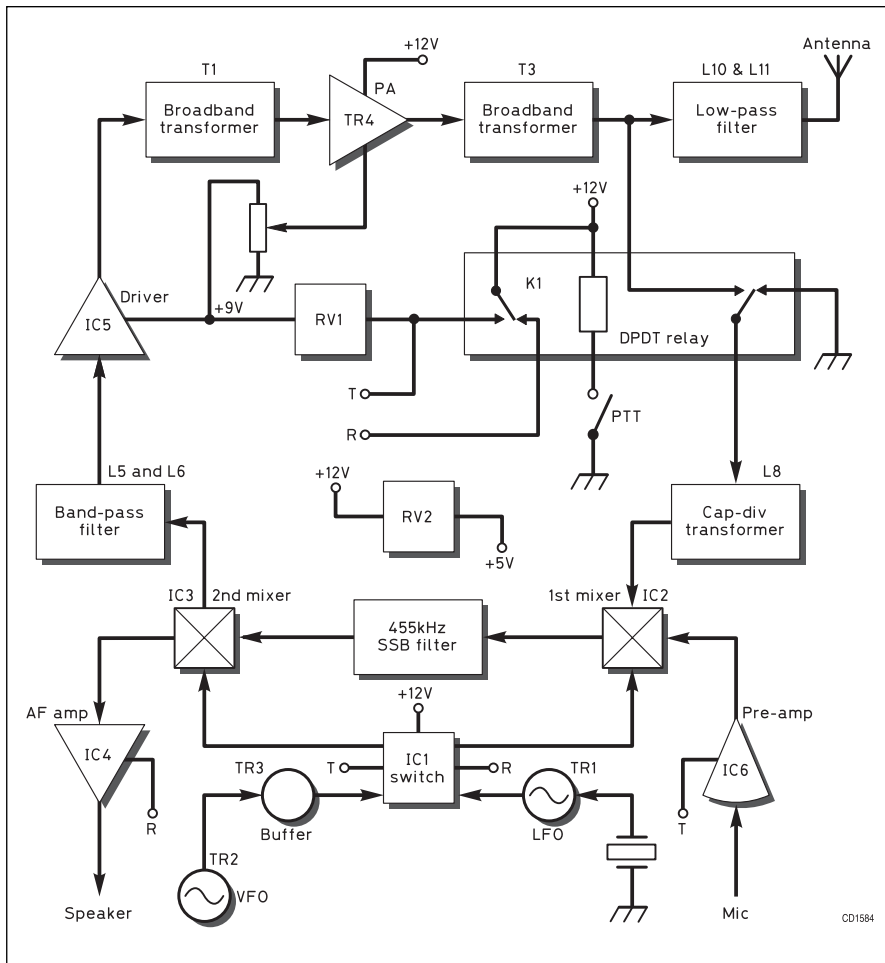 Antenna
+12V
T1
PA
T3
L10 & L11
Broadband
transformer
TR4
Broadband
transformer
Low-pass
filter
+12V
K1
Driver
IC5
+9V
RV1
DPDT relay
T
R
PTT
L5 and L6
Band-pass
filter
+12V
RV2
+5V
L8
Cap-div
transformer
IC3
2nd mixer
455kHz
SSB filter
1st mixer
IC2
+12V
AF amp
IC4
R
T
IC1
switch
R
Pre-amp
IC6
T
TR3
Buffer
TR1
LFO
TR2
VFO
Speaker
Mic
CD1584